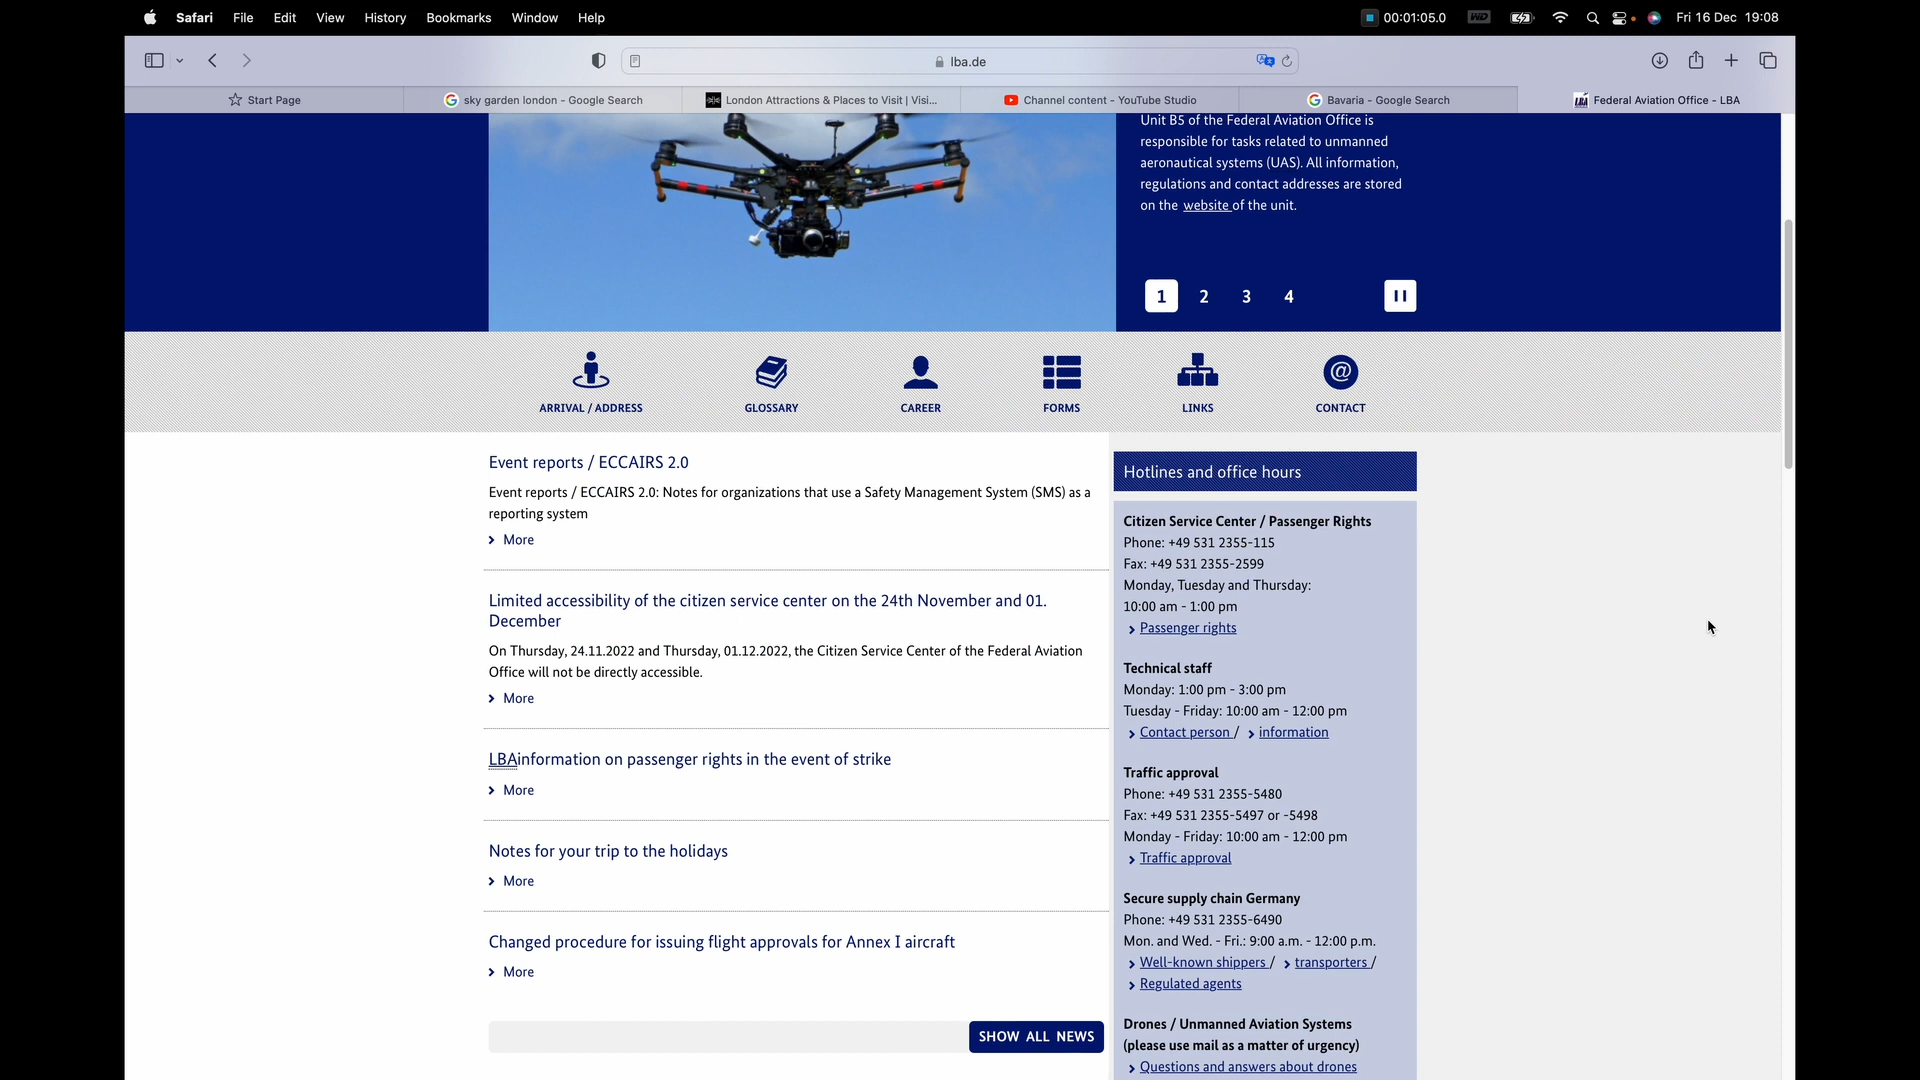 Safari File Edit View History Bookmarks Window Help 00:01:05.0 WD Fri 16 Dec 19:08
lba.de
Start Page
sky garden london - Google Search
London Attractions & Places to Visit | Visi...
Channel content - YouTube Studio
Bavaria - Google Search
LBA Federal Aviation Office - LBA
Unit B5 of the Federal Aviation Office is
responsible for tasks related to unmanned
aeronautical systems (UAS). All information,
regulations and contact addresses are stored
on the website of the unit.
1 2 3 4
ARRIVAL / ADDRESS
GLOSSARY
CAREER
FORMS
LINKS
@
CONTACT
Event reports / ECCAIRS 2.0
Event reports / ECCAIRS 2.0: Notes for organizations that use a Safety Management System (SMS) as a
reporting system
More
Limited accessibility of the citizen service center on the 24th November and 01.
December
On Thursday, 24.11.2022 and Thursday, 01.12.2022, the Citizen Service Center of the Federal Aviation
Office will not be directly accessible.
More
LBAinformation on passenger rights in the event of strike
More
Notes for your trip to the holidays
More
Changed procedure for issuing flight approvals for Annex I aircraft
More
SHOW ALL NEWS
Hotlines and office hours
Citizen Service Center / Passenger Rights
Phone: +49 531 2355-115
Fax: +49 531 2355-2599
Monday, Tuesday and Thursday:
10:00 am - 1:00 pm
Passenger rights
Technical staff
Monday: 1:00 pm - 3:00 pm
Tuesday - Friday: 10:00 am - 12:00 pm
Contact person / information
Traffic approval
Phone: +49 531 2355-5480
Fax: +49 531 2355-5497 or -5498
Monday - Friday: 10:00 am - 12:00 pm
Traffic approval
Secure supply chain Germany
Phone: +49 531 2355-6490
Mon. and Wed. - Fri.: 9:00 a.m. - 12:00 p.m.
Well-known shippers / transporters /
Regulated agents
Drones / Unmanned Aviation Systems
(please use mail as a matter of urgency)
Questions and answers about drones